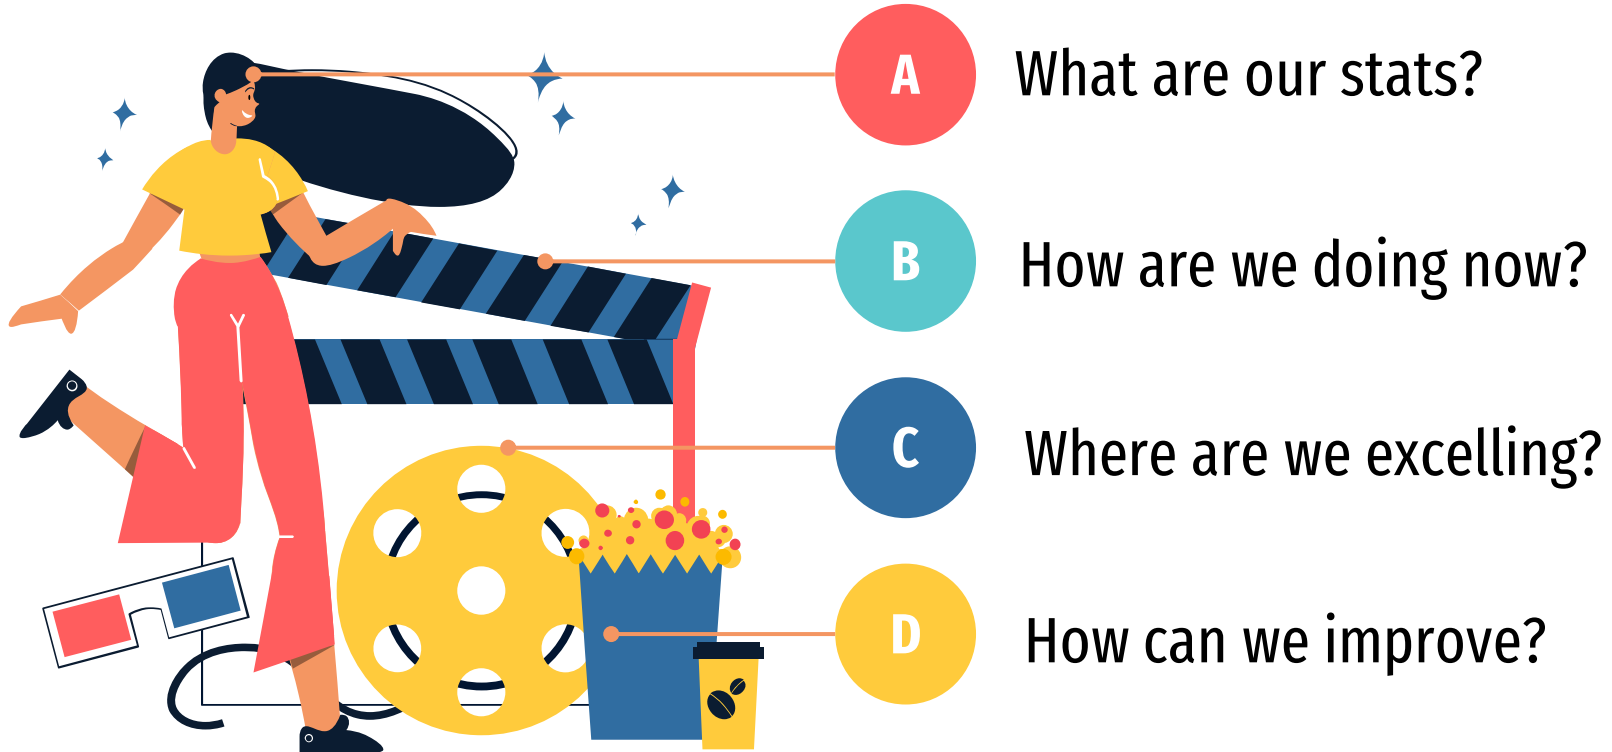 A What are our stats?
B How are we doing now?
C Where are we excelling?
D How can we improve?